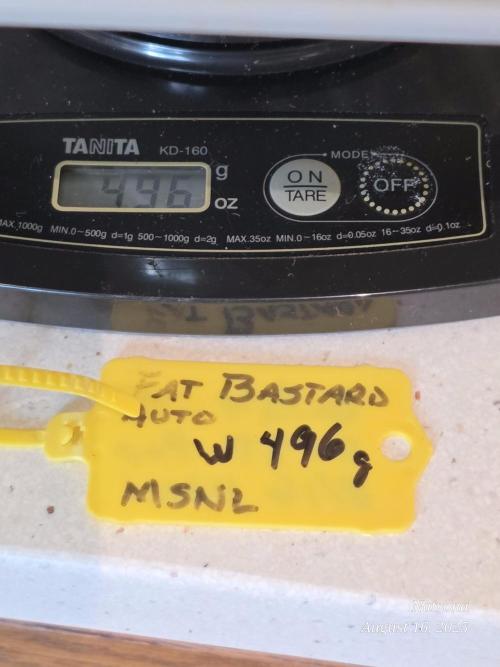 TANITA KD-160
496 g
oz
MODE
ON
TARE
OFF
MAX.1000g MIN.0~500g d=1g 500~1000g d=2g MAX.35oz MIN.0~16oz d=0.05oz 16~35oz d=0.1oz
FAT BASTARD
AUTO
W 496g
MSNL
August 16, 2025